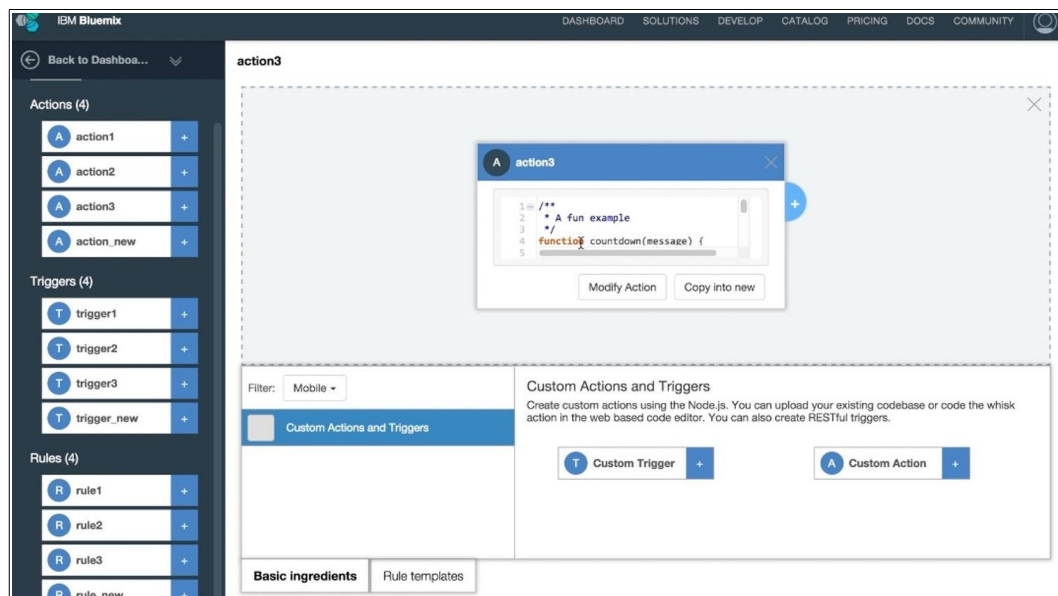 IBM Bluemix
DASHBOARD SOLUTIONS DEVELOP CATALOG PRICING DOCS COMMUNITY
Back to Dashboa...
action3
Actions (4)
A action1 +
A action2 +
A action3 +
A action_new +
Triggers (4)
T trigger1 +
T trigger2 +
T trigger3 +
T trigger_new +
Rules (4)
R rule1 +
R rule2 +
R rule3 +
R rule_new +
A action3
1 /**
2 * A fun example
3 */
4 function countdown(message) {
5
Modify Action Copy into new
+
Filter: Mobile
Custom Actions and Triggers
Custom Actions and Triggers
Create custom actions using the Node.js. You can upload your existing codebase or code the whisk
action in the web based code editor. You can also create RESTful triggers.
T Custom Trigger +
A Custom Action +
Basic ingredients Rule templates